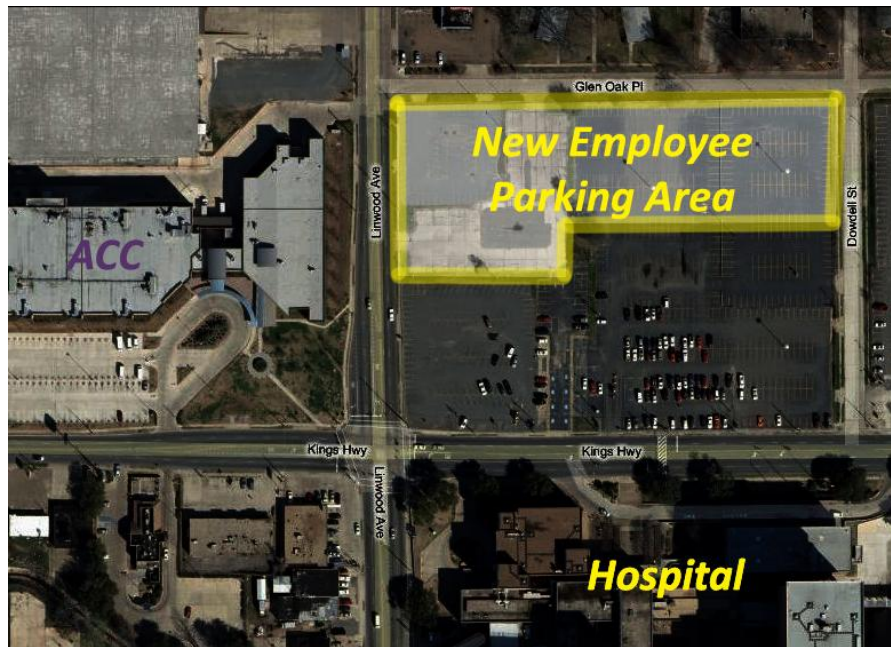 Glen Oak Pl
New Employee
Parking Area
Linwood Ave
Dowdell St
ACC
Kings Hwy
Kings Hwy
Linwood Ave
Hospital